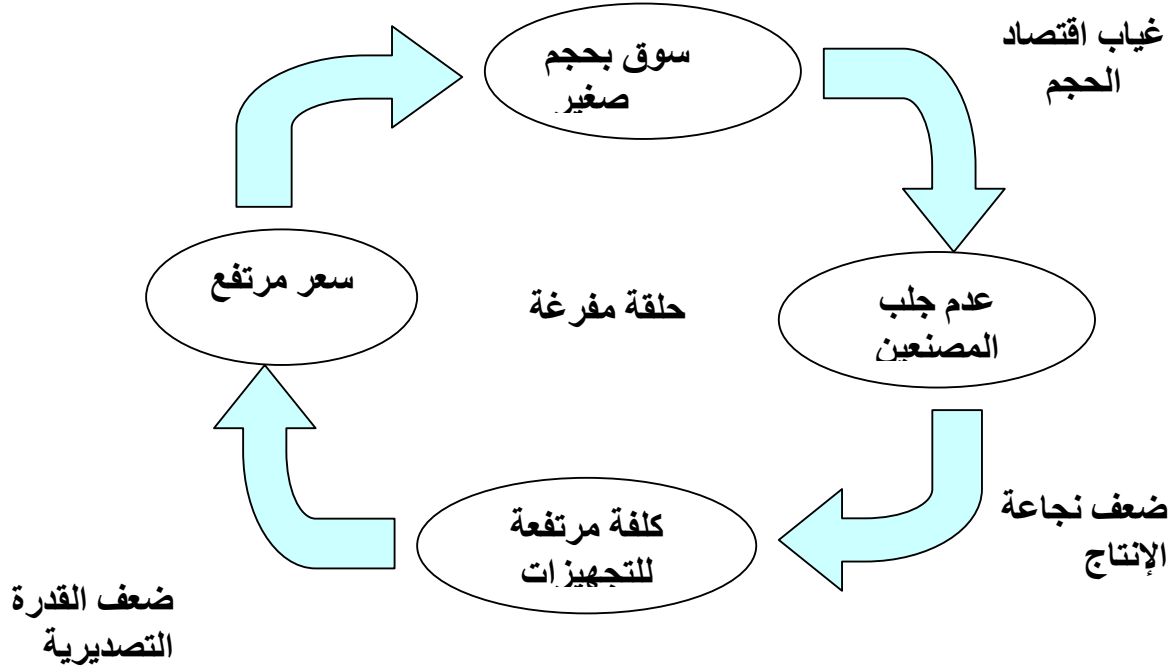 سوق بحجم
صغير
غياب اقتصاد
الحجم
عدم جلب
المصنعين
ضعف نجاعة
الإنتاج
كلفة مرتفعة
للتجهيزات
ضعف القدرة
التصديرية
سعر مرتفع
حلقة مفرغة